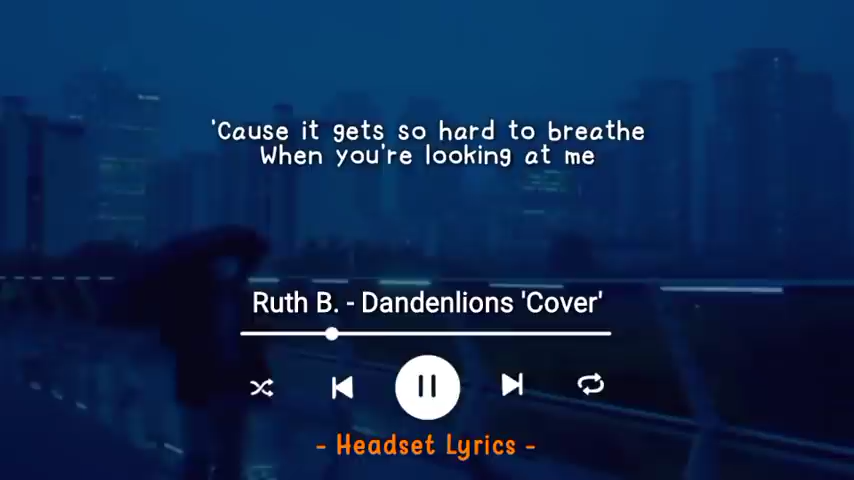 'Cause it gets so hard to breathe
When you're looking at me
Ruth B. - Dandenlions 'Cover'
- Headset Lyrics -